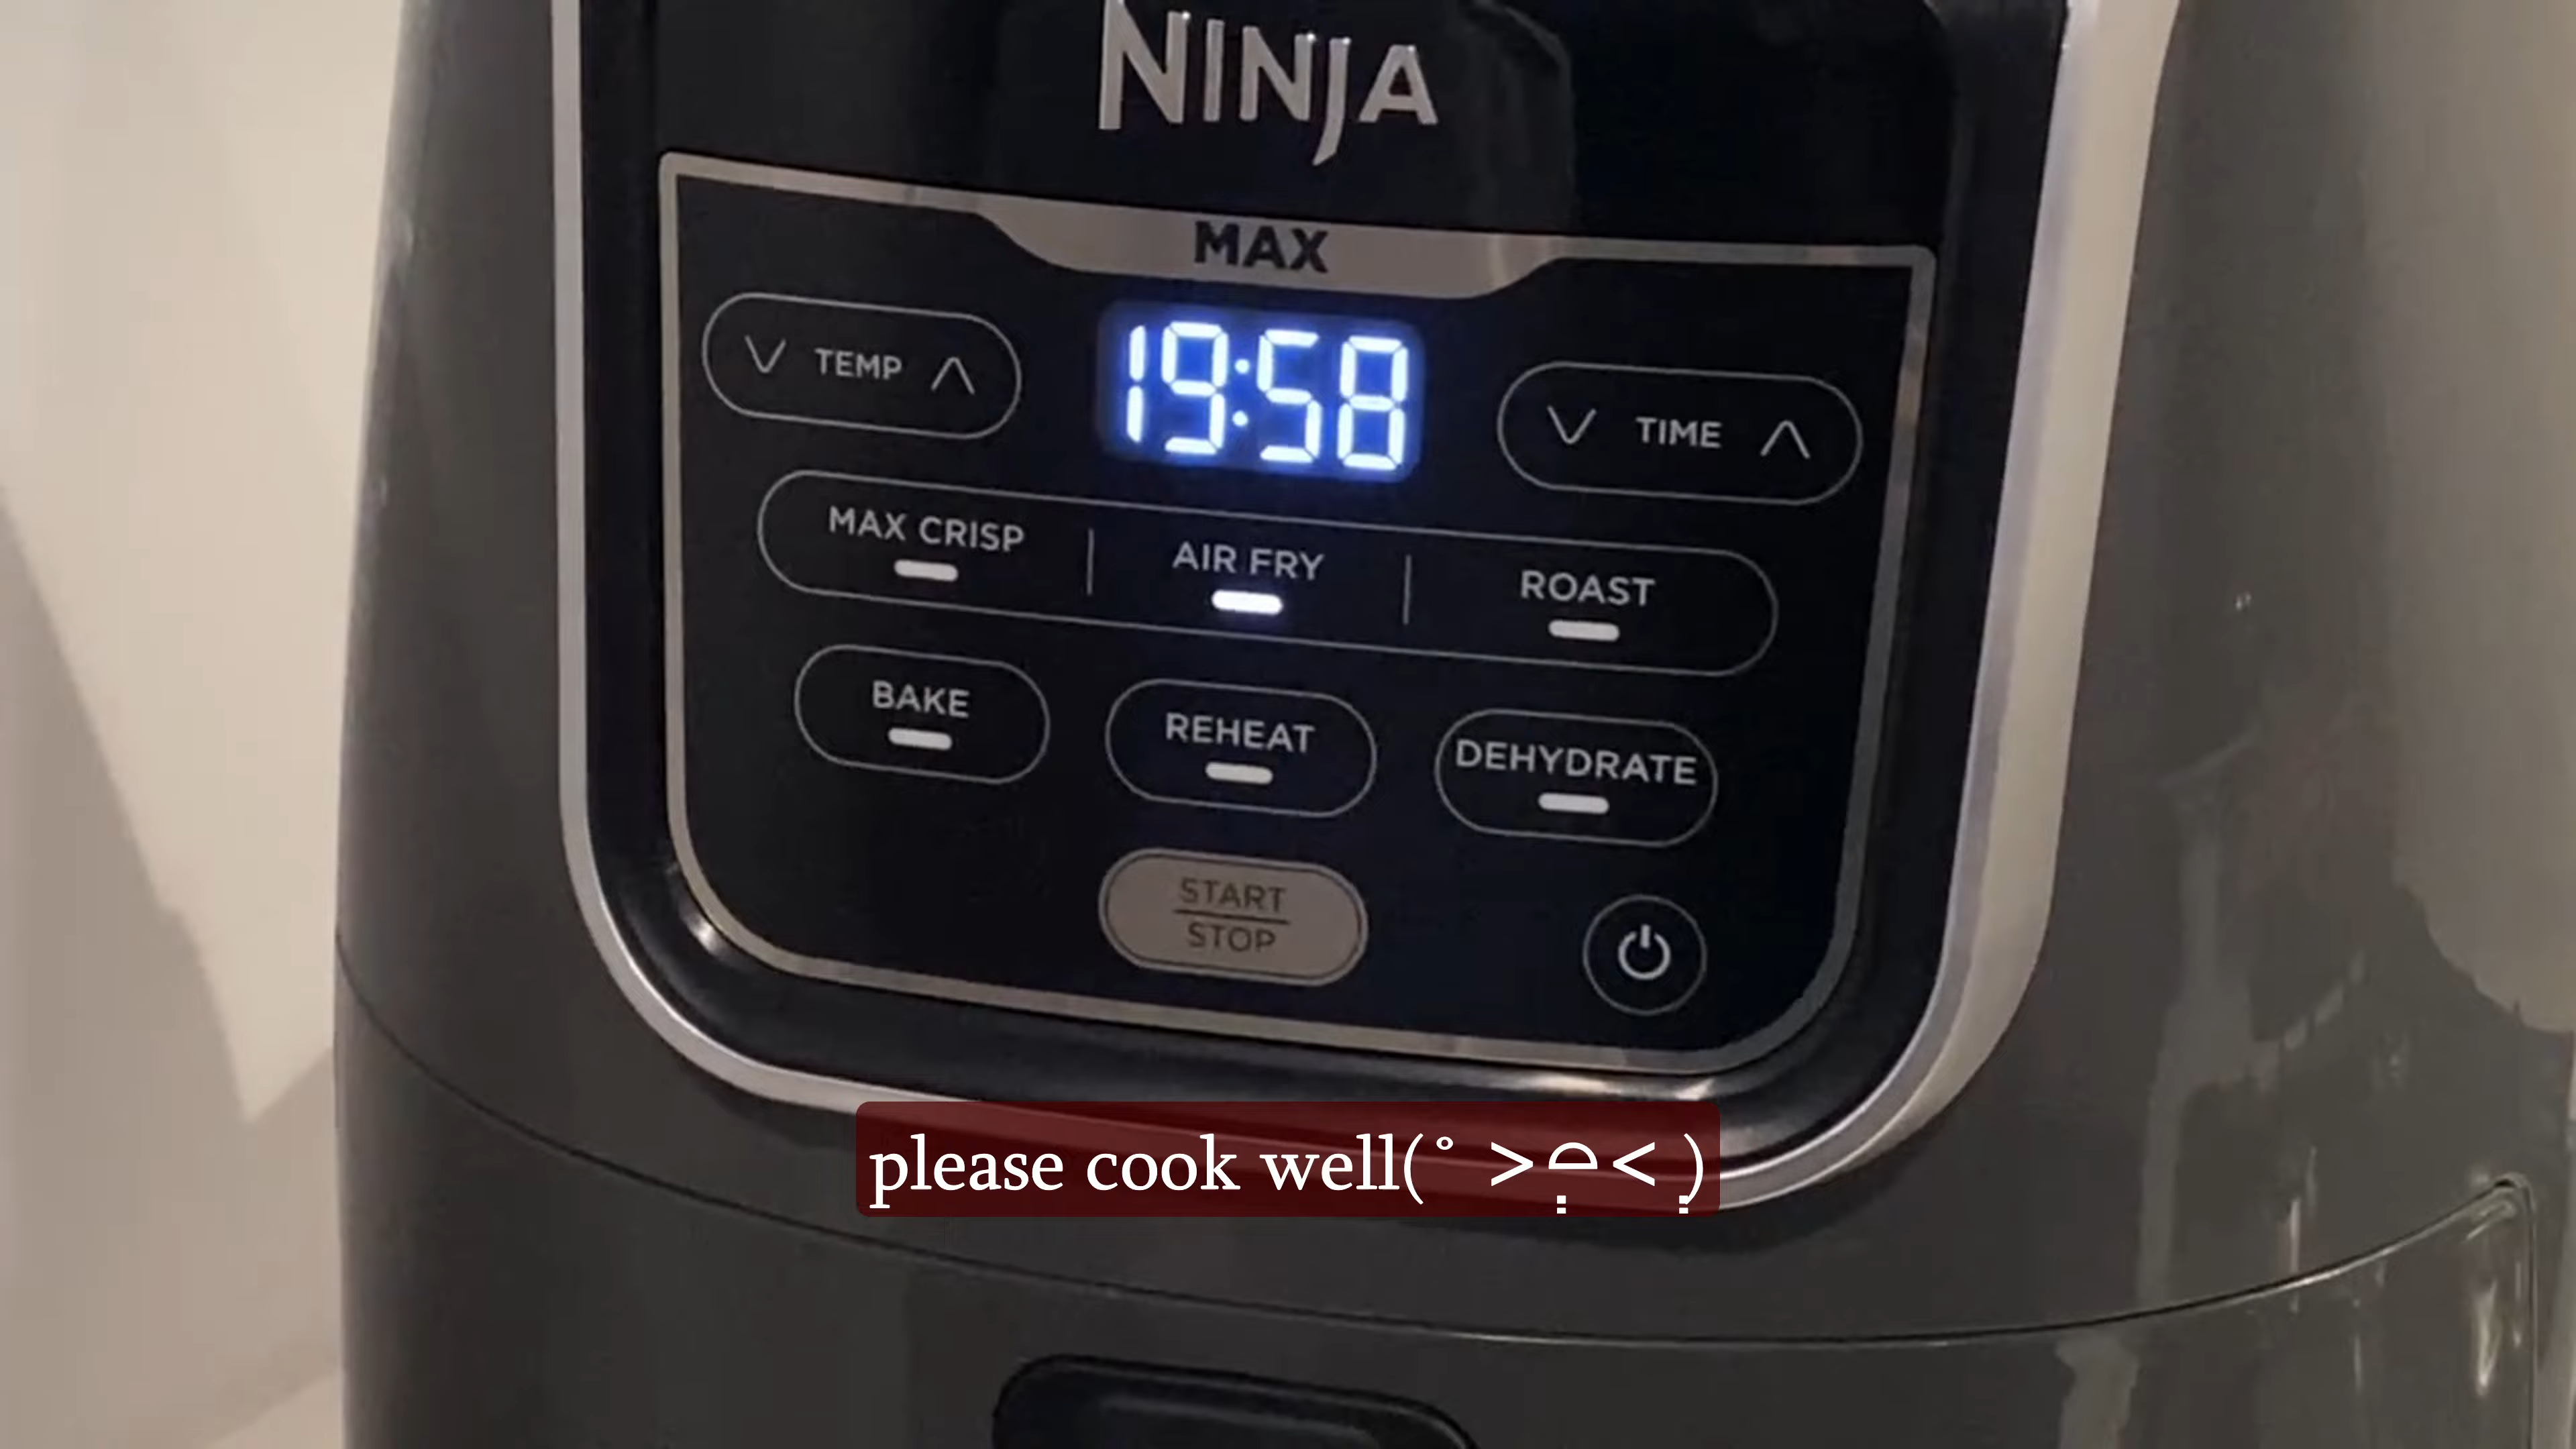 NINJA
MAX
TEMP
19:58
TIME
MAX CRISP
AIR FRY
ROAST
BAKE
REHEAT
DEHYDRATE
START
STOP
please cook well(˚ >̣⌓<̣ )